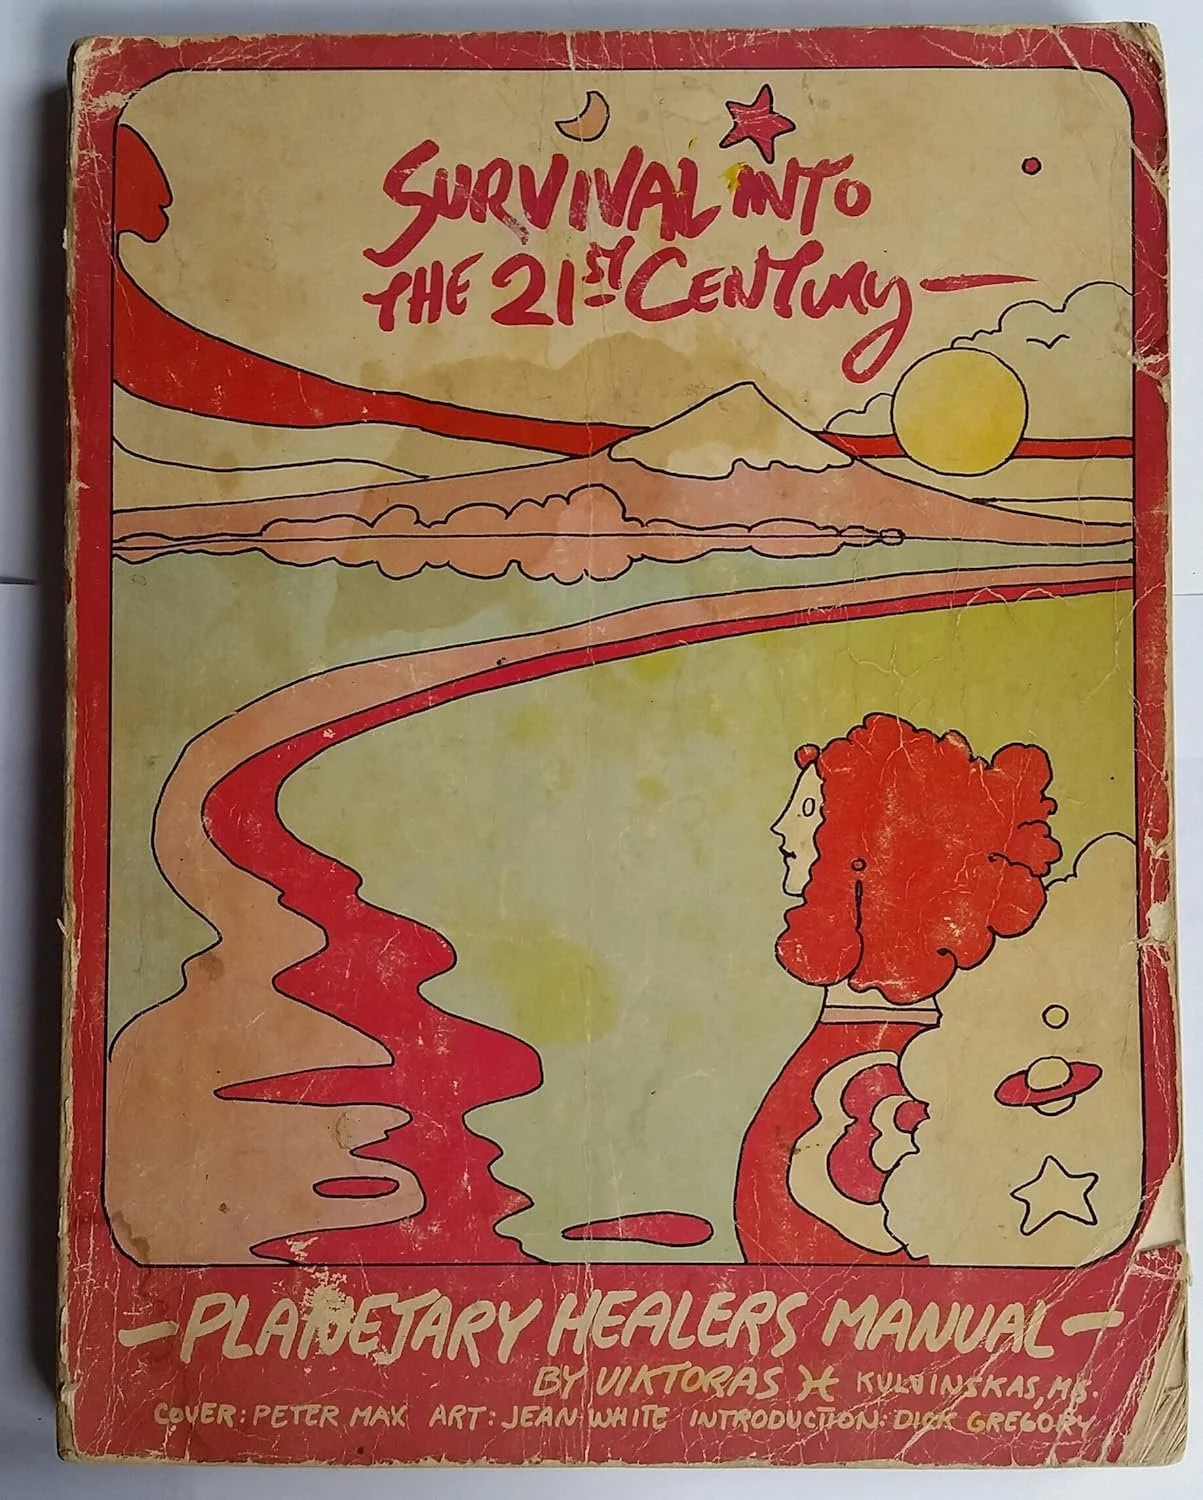 SURVIVAL INTO
THE 21ST CENTURY —
— PLANETARY HEALERS MANUAL —
BY VIKTORAS ♓ KULVINSKAS, M.S.
COVER: PETER MAX ART: JEAN WHITE INTRODUCTION: DICK GREGORY